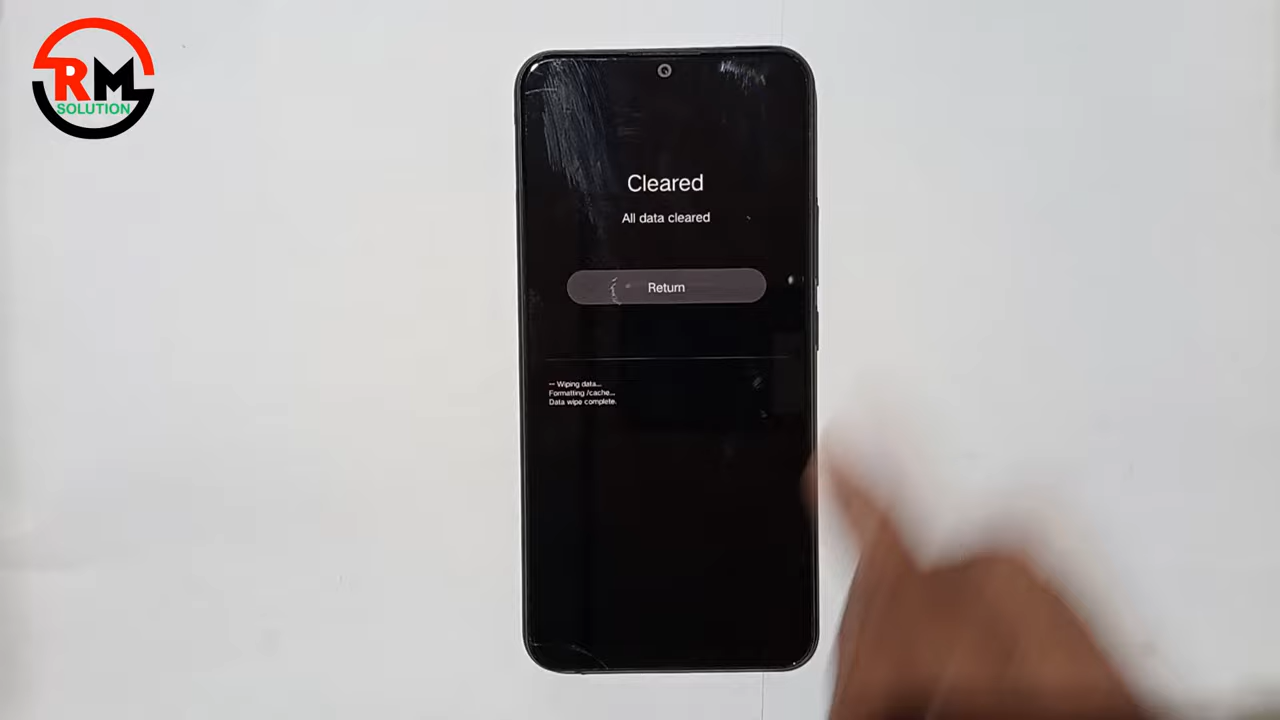 RM
SOLUTION
Cleared
All data cleared
Return
-- Wiping data...
Formatting /cache...
Data wipe complete.